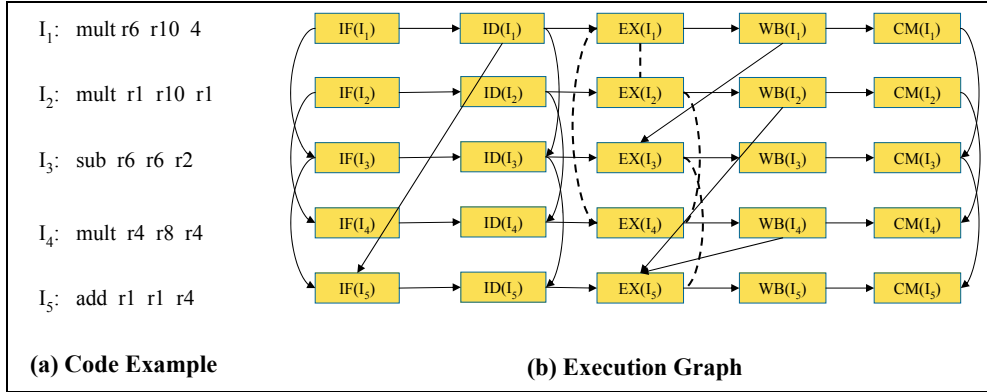 I₁: mult r6 r10 4
IF(I₁) ID(I₁) EX(I₁) WB(I₁) CM(I₁)
I₂: mult r1 r10 r1
IF(I₂) ID(I₂) EX(I₂) WB(I₂) CM(I₂)
I₃: sub r6 r6 r2
IF(I₃) ID(I₃) EX(I₃) WB(I₃) CM(I₃)
I₄: mult r4 r8 r4
IF(I₄) ID(I₄) EX(I₄) WB(I₄) CM(I₄)
I₅: add r1 r1 r4
IF(I₅) ID(I₅) EX(I₅) WB(I₅) CM(I₅)
(a) Code Example
(b) Execution Graph